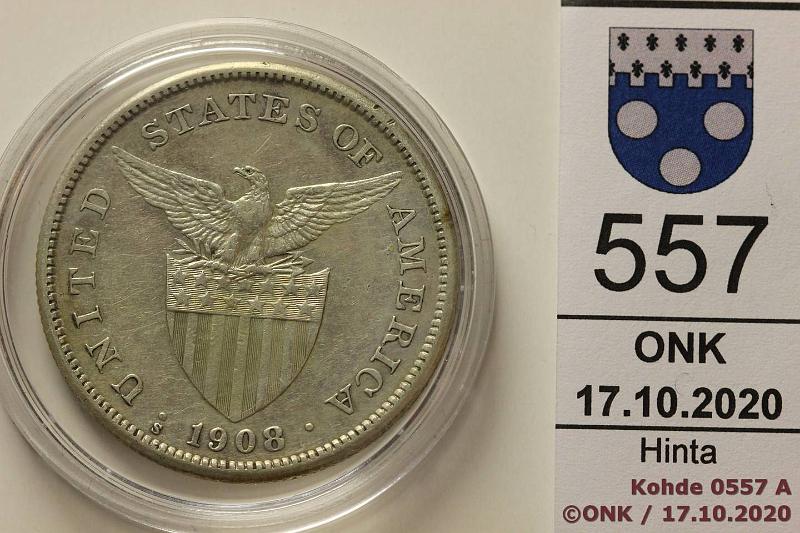 UNITED STATES OF AMERICA
S 1908
557
ONK
17.10.2020
Hinta
Kohde 0557 A
©ONK / 17.10.2020